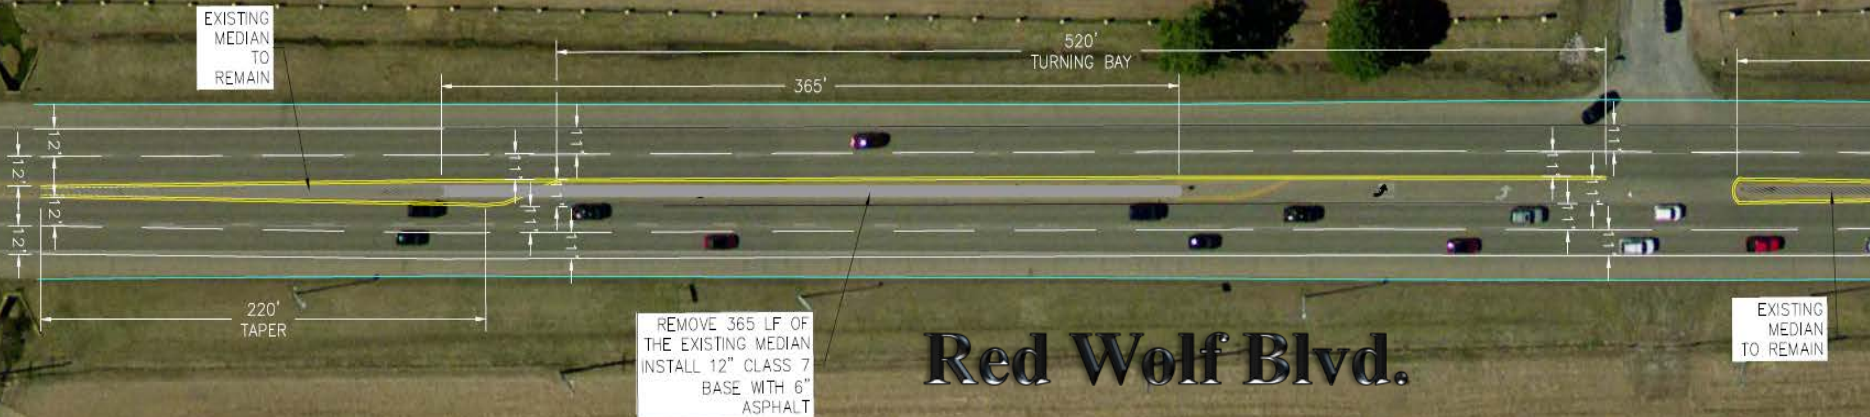 EXISTING
MEDIAN
TO
REMAIN
520'
TURNING BAY
365'
12'
12'
12'
12'
11'
11'
11'
11'
11'
11'
11'
11'
11'
11'
11'
220'
TAPER
REMOVE 365 LF OF
THE EXISTING MEDIAN
INSTALL 12" CLASS 7
BASE WITH 6"
ASPHALT
Red Wolf Blvd.
EXISTING
MEDIAN
TO REMAIN